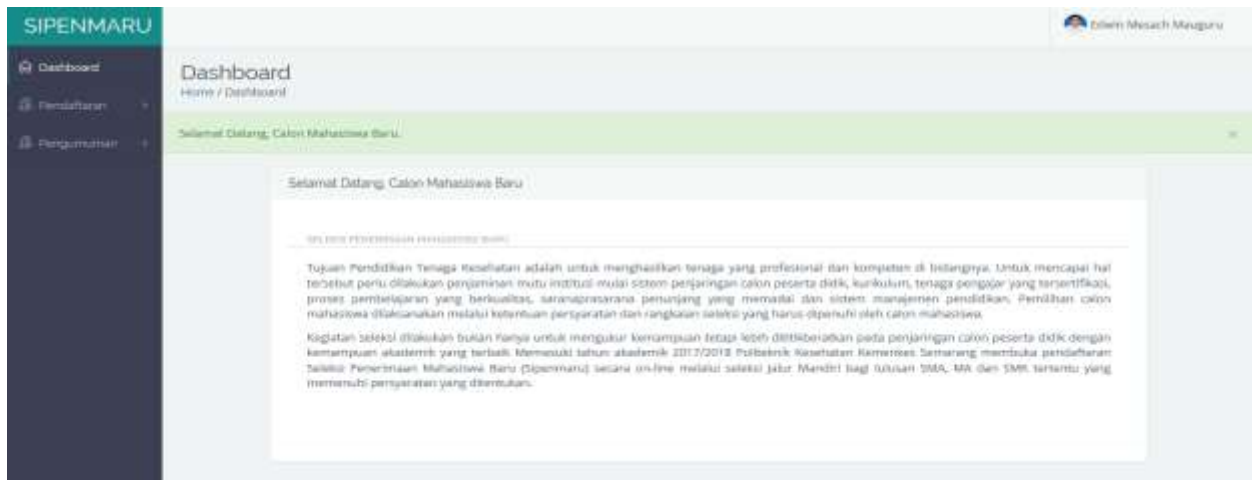 SIPENMARU
Edwin Mesach Mauguru
Dashboard
Pendaftaran
Pengumuman
Dashboard
Home / Dashboard
Selamat Datang, Calon Mahasiswa Baru.
Selamat Datang, Calon Mahasiswa Baru
SELEKSI PENERIMAAN MAHASISWA BARU
Tujuan Pendidikan Tenaga Kesehatan adalah untuk menghasilkan tenaga yang profesional dan kompeten di bidangnya. Untuk mencapai hal
tersebut perlu dilakukan penjaminan mutu institusi mulai sistem penjaringan calon peserta didik, kurikulum, tenaga pengajar yang tersertifikasi,
proses pembelajaran yang berkualitas, saranaprasarana penunjang yang memadai dan sistem manajemen pendidikan. Pemilihan calon
mahasiswa dilaksanakan melalui ketentuan persyaratan dan rangkaian seleksi yang harus dipenuhi oleh calon mahasiswa.
Kegiatan seleksi dilakukan bukan hanya untuk mengukur kemampuan tetapi lebih dititikberatkan pada penjaringan calon peserta didik dengan
kemampuan akademik yang terbaik. Memasuki tahun akademik 2017/2018 Politeknik Kesehatan Kemenkes Semarang membuka pendaftaran
Seleksi Penerimaan Mahasiswa Baru (Sipenmaru) secara on-line melalui seleksi Jalur Mandiri bagi lulusan SMA, MA dan SMK tertentu yang
memenuhi persyaratan yang ditentukan.